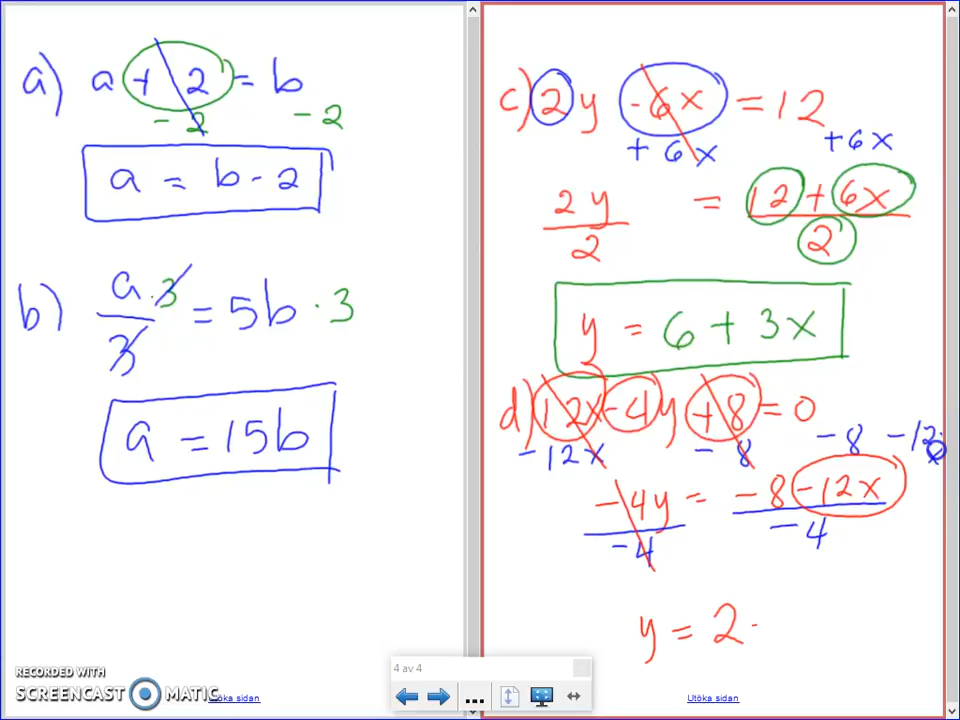 a) a + 2 = b
- 2 - 2
a = b - 2
b) a · 3 / 3 = 5b · 3
a = 15b
c) 2y - 6x = 12
+ 6x +6x
2y / 2 = 12 + 6x / 2
y = 6 + 3x
d) 12x - 4y + 8 = 0
- 12x - 8 - 8 - 12x
- 4y / - 4 = - 8 - 12x / - 4
y = 2
4 av 4
...
Utöka sidan
Utöka sidan
RECORDED WITH
SCREENCAST MATIC